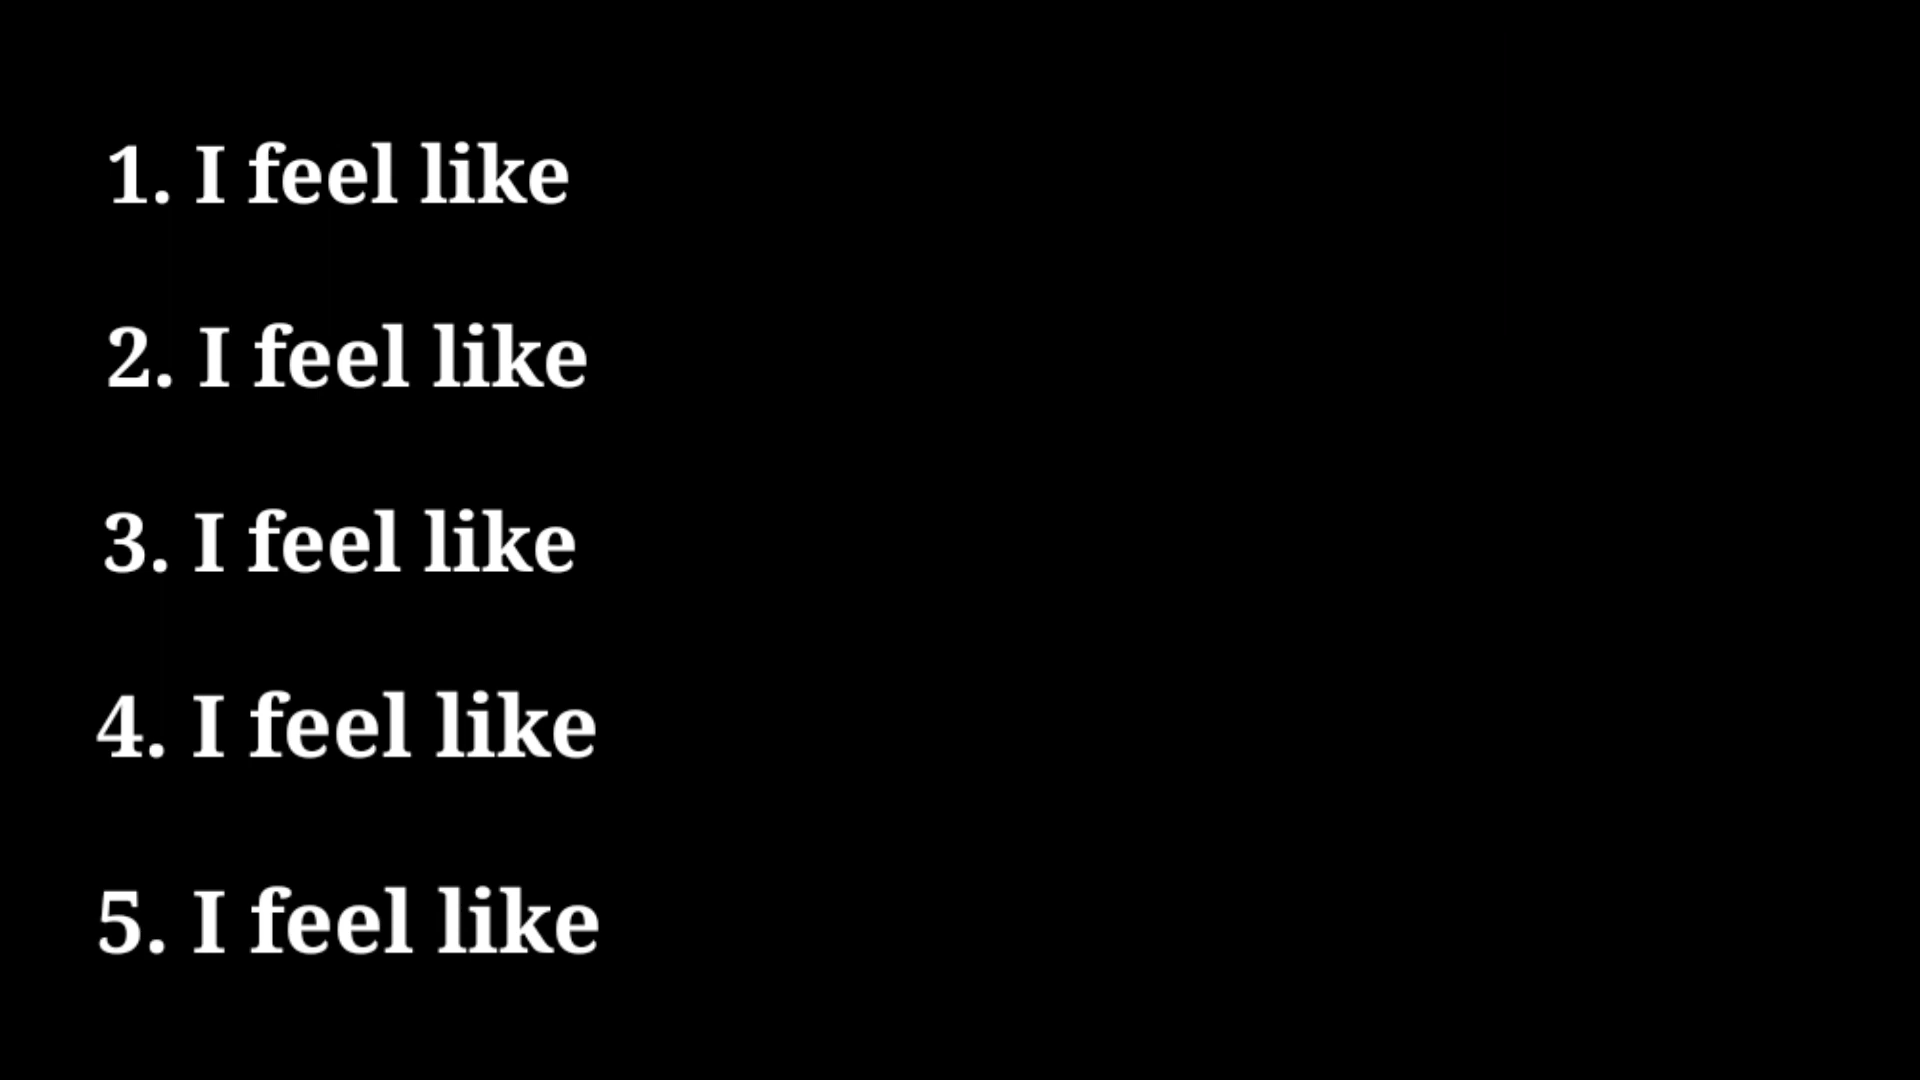 1. I feel like
2. I feel like
3. I feel like
4. I feel like
5. I feel like